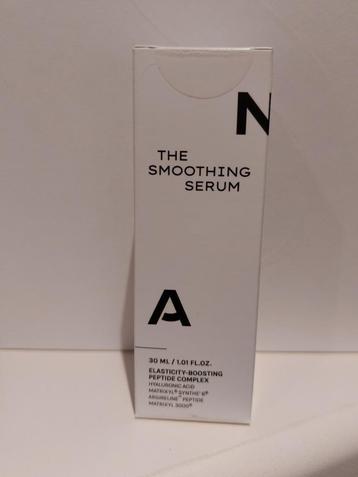 N
THE
SMOOTHING
SERUM
A
30 ML / 1.01 FL.OZ.
ELASTICITY-BOOSTING
PEPTIDE COMPLEX
HYALURONIC ACID
MATRIXYL® SYNTHE'6®
ARGIRELINE™ PEPTIDE
MATRIXYL 3000®